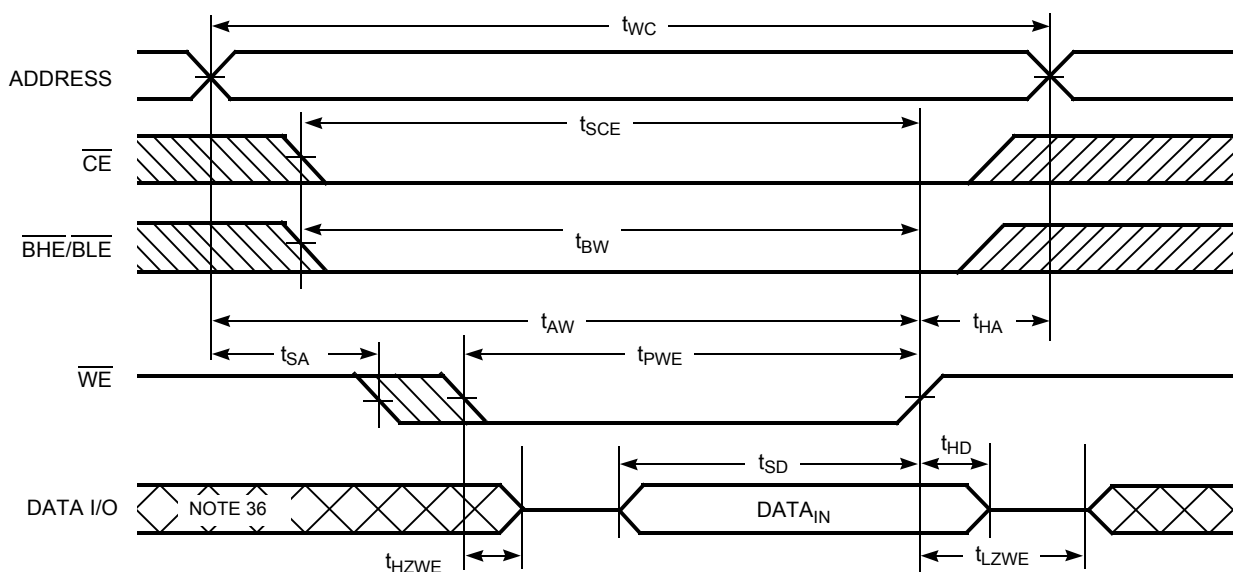 tWC
ADDRESS
tSCE
CE
BHE/BLE
tBW
tAW
tHA
tSA
tPWE
WE
tHD
tSD
DATA I/O
NOTE 36
DATAIN
tHZWE
tLZWE